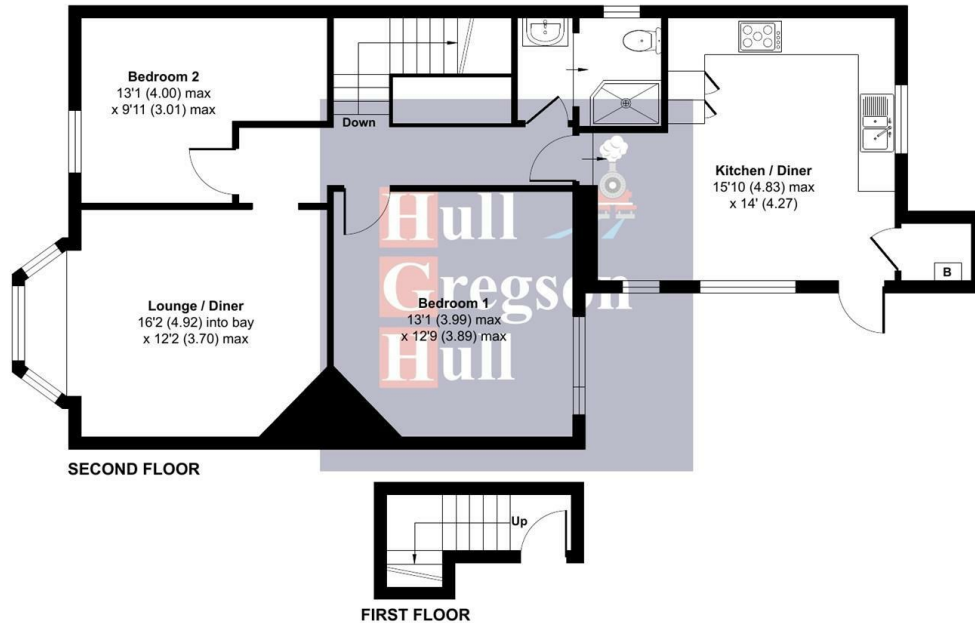 Bedroom 2
13'1 (4.00) max
x 9'11 (3.01) max
Down
Kitchen / Diner
15'10 (4.83) max
x 14' (4.27)
B
Lounge / Diner
16'2 (4.92) into bay
x 12'2 (3.70) max
Hull
Gregson
Hull
Bedroom 1
13'1 (3.99) max
x 12'9 (3.89) max
SECOND FLOOR
Up
FIRST FLOOR